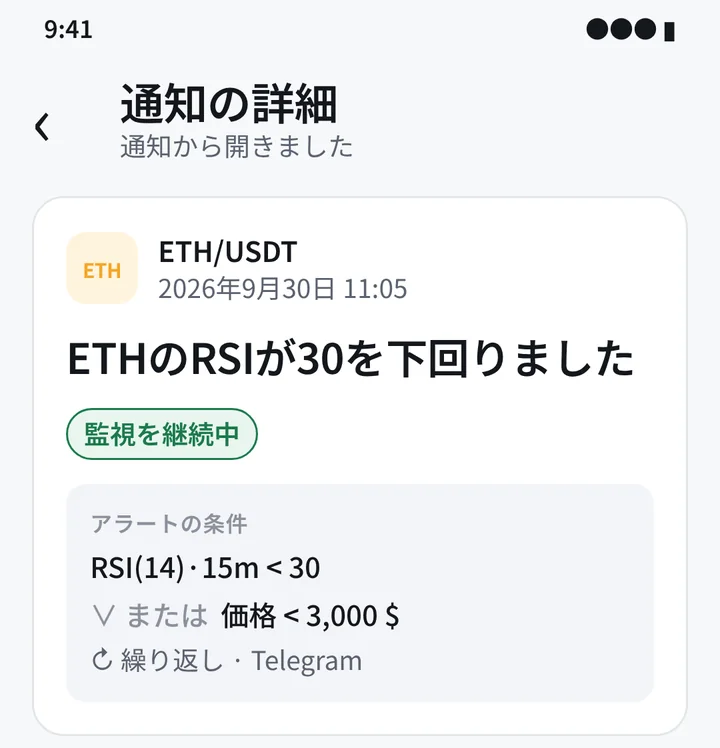 9:41
通知の詳細
通知から開きました
ETH
ETH/USDT
2026年9月30日 11:05
ETHのRSIが30を下回りました
監視を継続中
アラートの条件
RSI(14)·15m < 30
∨ または 価格 < 3,000 $
↻ 繰り返し · Telegram